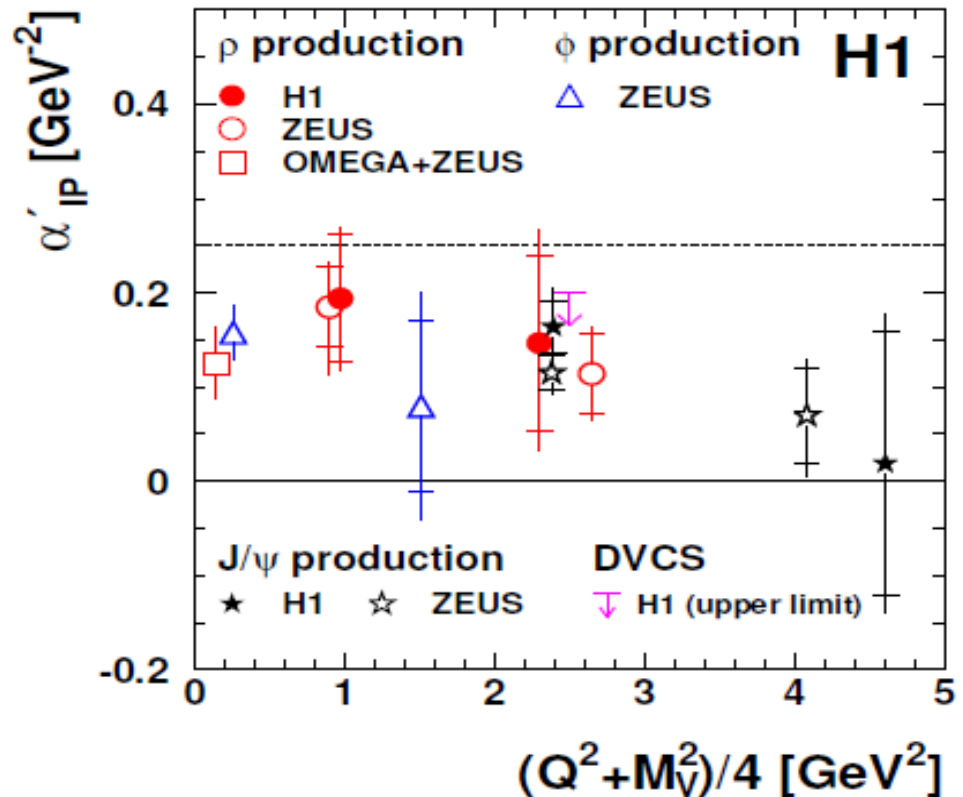 α′IP [GeV-2]
ρ production
φ production
H1
H1
ZEUS
ZEUS
OMEGA+ZEUS
0.4
0.2
0
-0.2
J/ψ production
DVCS
H1
ZEUS
H1 (upper limit)
0 1 2 3 4 5
(Q²+M²V)/4 [GeV²]